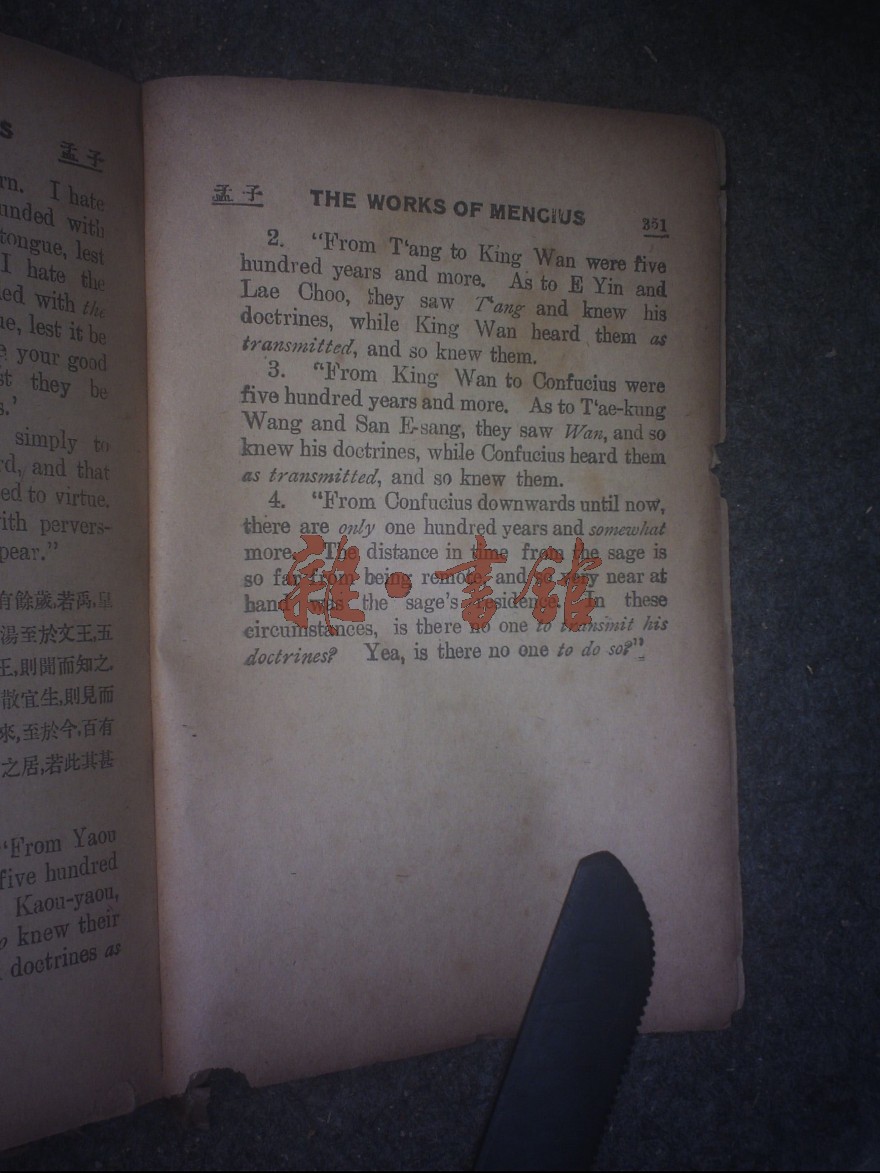 S
孟子
rn. I hate
unded with
tongue, lest
I hate the
ed with the
ue, lest it be
e your good
st they be
s.'
simply to
rd, and that
ed to virtue.
ith pervers-
pear."
有餘歲,若禹,皐
湯至於文王,五
王,則聞而知之,
散宜生,則見而
來,至於今,百有
之居,若此其甚
"From Yaou
five hundred
Kaou-yaou,
o knew their
doctrines as
孟子 THE WORKS OF MENCIUS 351
2. "From T'ang to King Wan were five
hundred years and more. As to E Yin and
Lae Choo, they saw T'ang and knew his
doctrines, while King Wan heard them as
transmitted, and so knew them.
3. "From King Wan to Confucius were
five hundred years and more. As to T'ae-kung
Wang and San E-sang, they saw Wan, and so
knew his doctrines, while Confucius heard them
as transmitted, and so knew them.
4. "From Confucius downwards until now,
there are only one hundred years and somewhat
more. The distance in time from the sage is
so far from being remote, and so very near at
hand was the sage's residence. In these
circumstances, is there no one to transmit his
doctrines? Yea, is there no one to do so?"
雜·書館